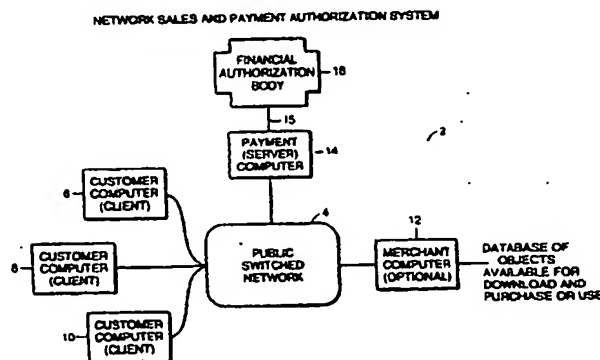 NETWORK SALES AND PAYMENT AUTHORIZATION SYSTEM
FINANCIAL
AUTHORIZATION
BODY
16
15
PAYMENT
(SERVER)
COMPUTER
14
2
6
CUSTOMER
COMPUTER
(CLIENT)
4
12
8
CUSTOMER
COMPUTER
(CLIENT)
PUBLIC
SWITCHED
NETWORK
MERCHANT
COMPUTER
(OPTIONAL)
DATABASE OF
OBJECTS
AVAILABLE FOR
DOWNLOAD AND
PURCHASE OR USE
10
CUSTOMER
COMPUTER
(CLIENT)